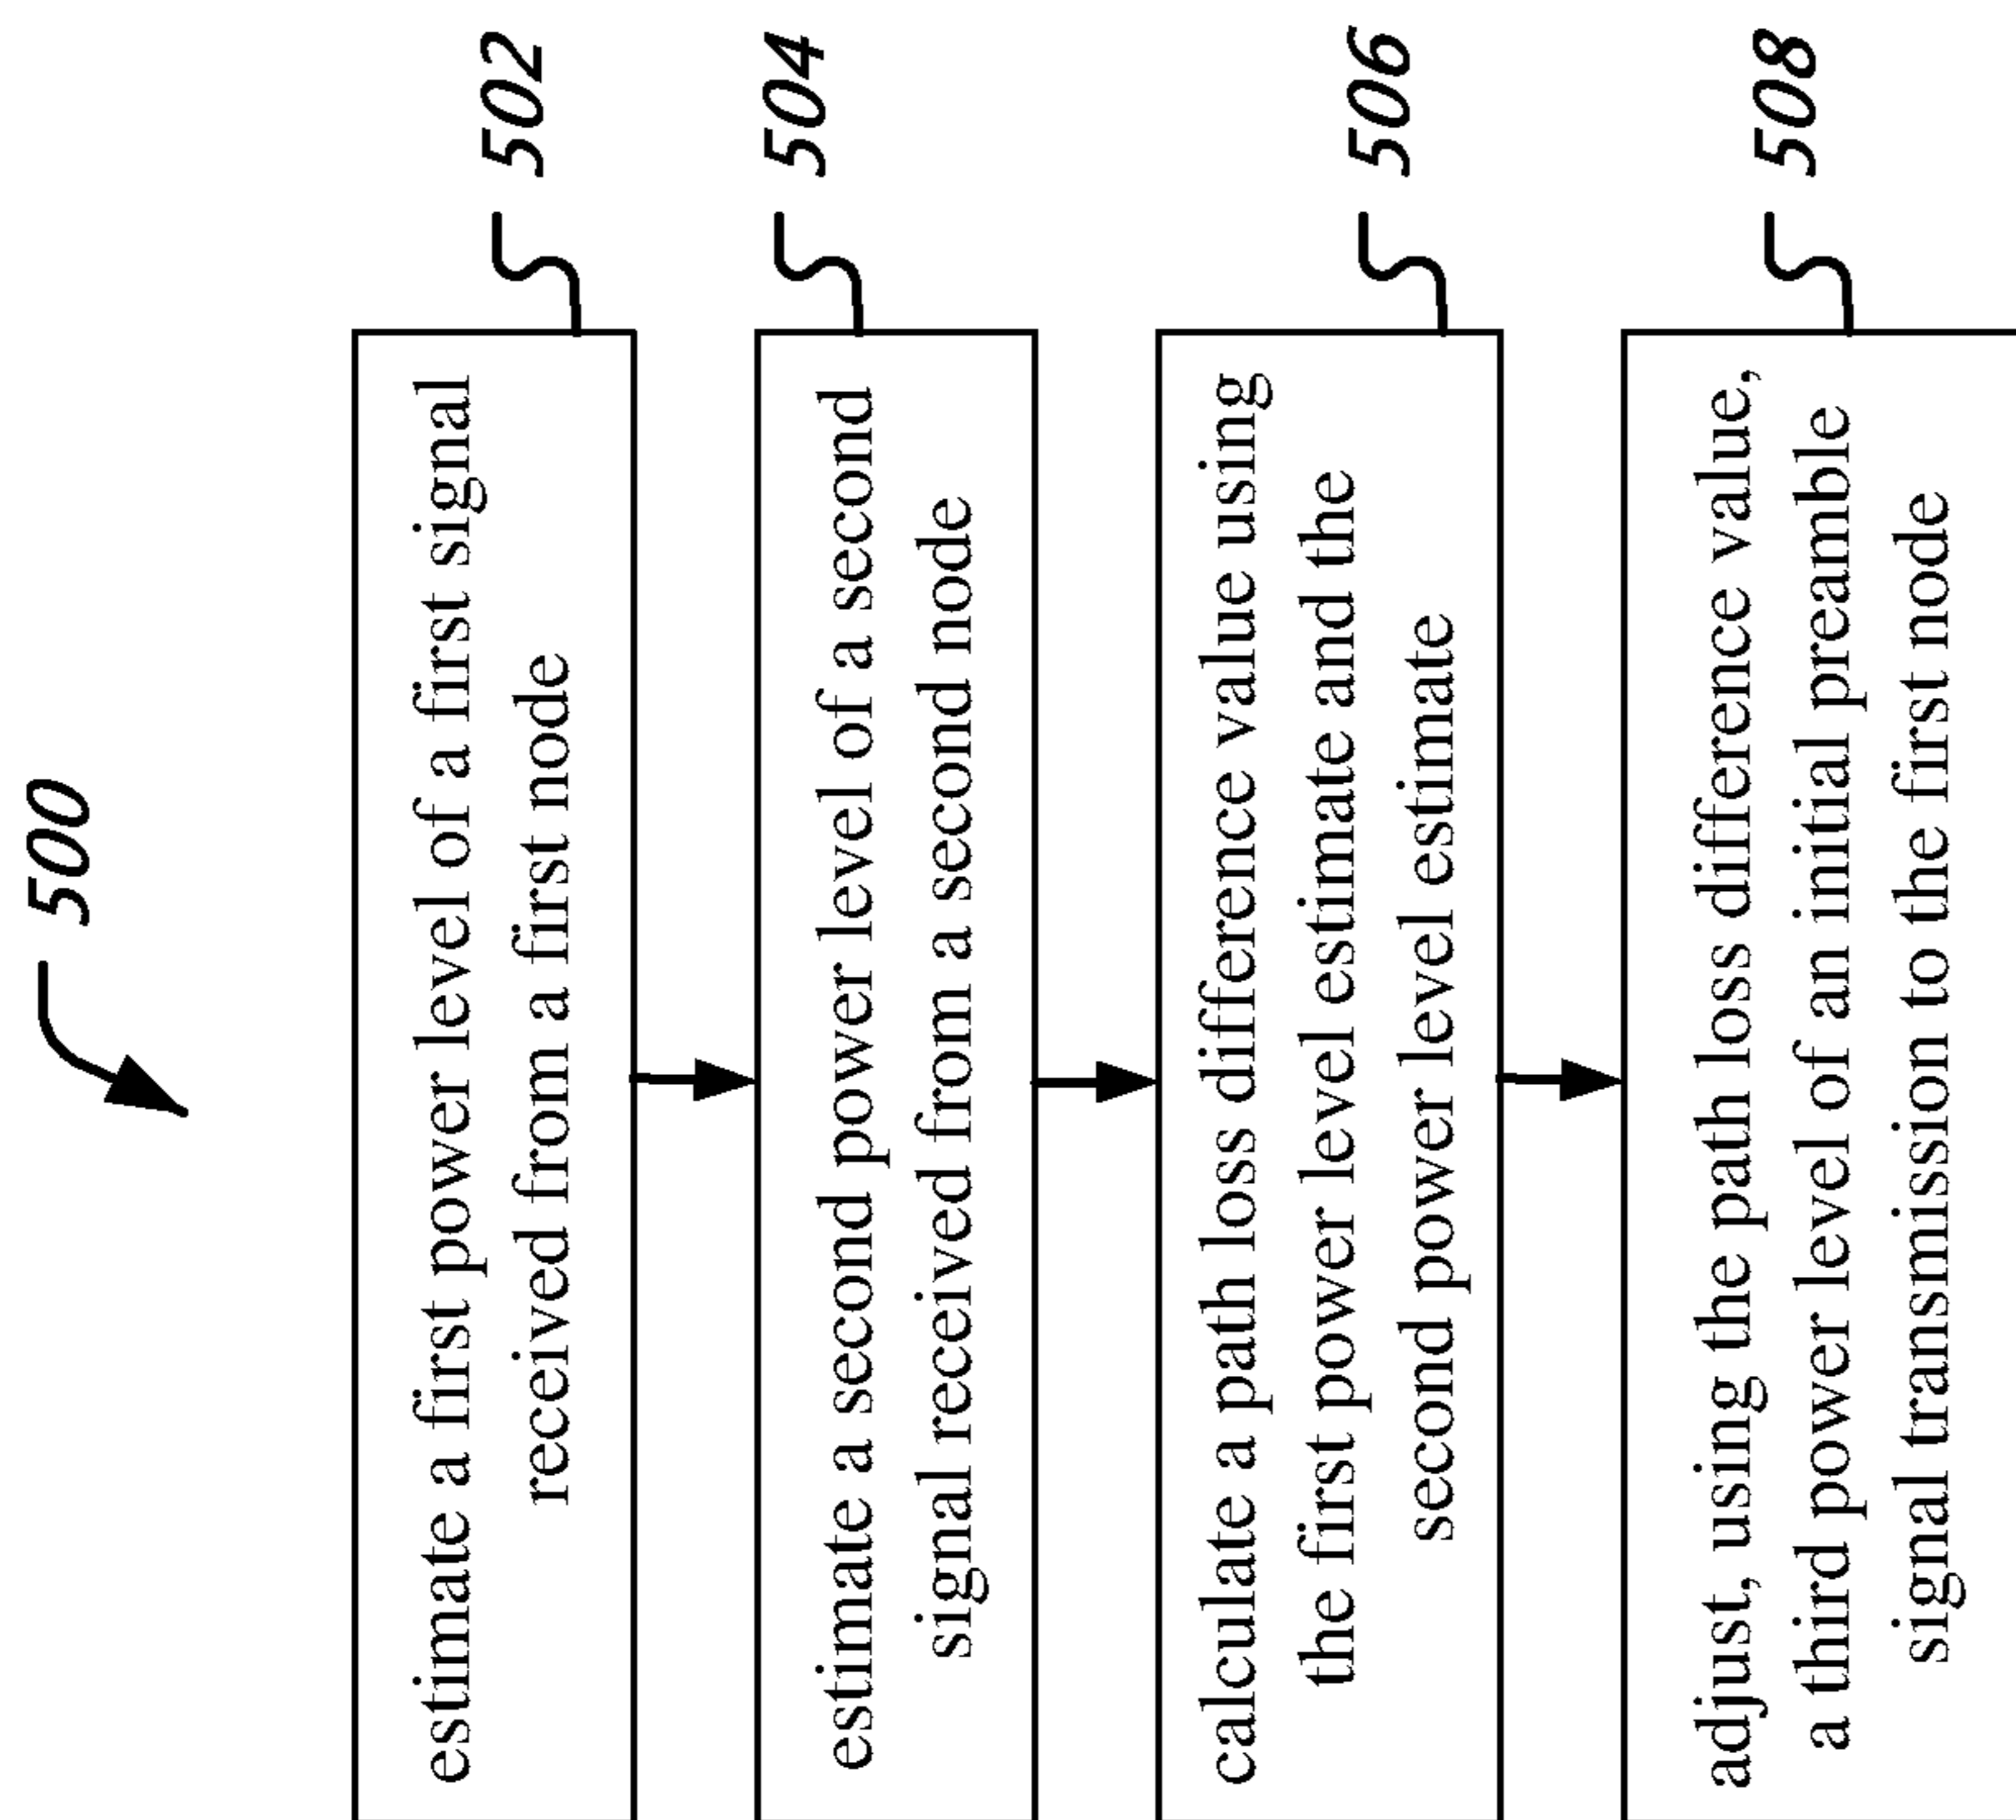 500
estimate a first power level of a first signal
received from a first node
502
estimate a second power level of a second
signal received from a second node
504
calculate a path loss difference value using
the first power level estimate and the
second power level estimate
506
adjust, using the path loss difference value,
a third power level of an initial preamble
signal transmission to the first node
508